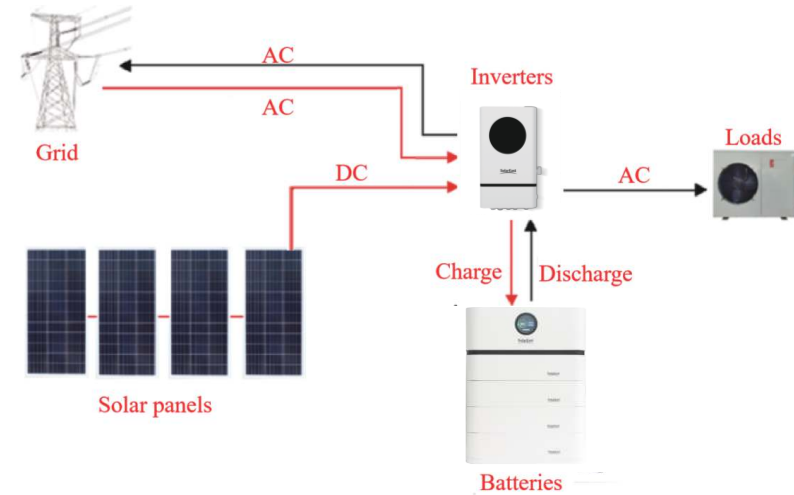 AC
Inverters
AC
Grid
Loads
DC
AC
Charge
Discharge
Solar panels
Batteries